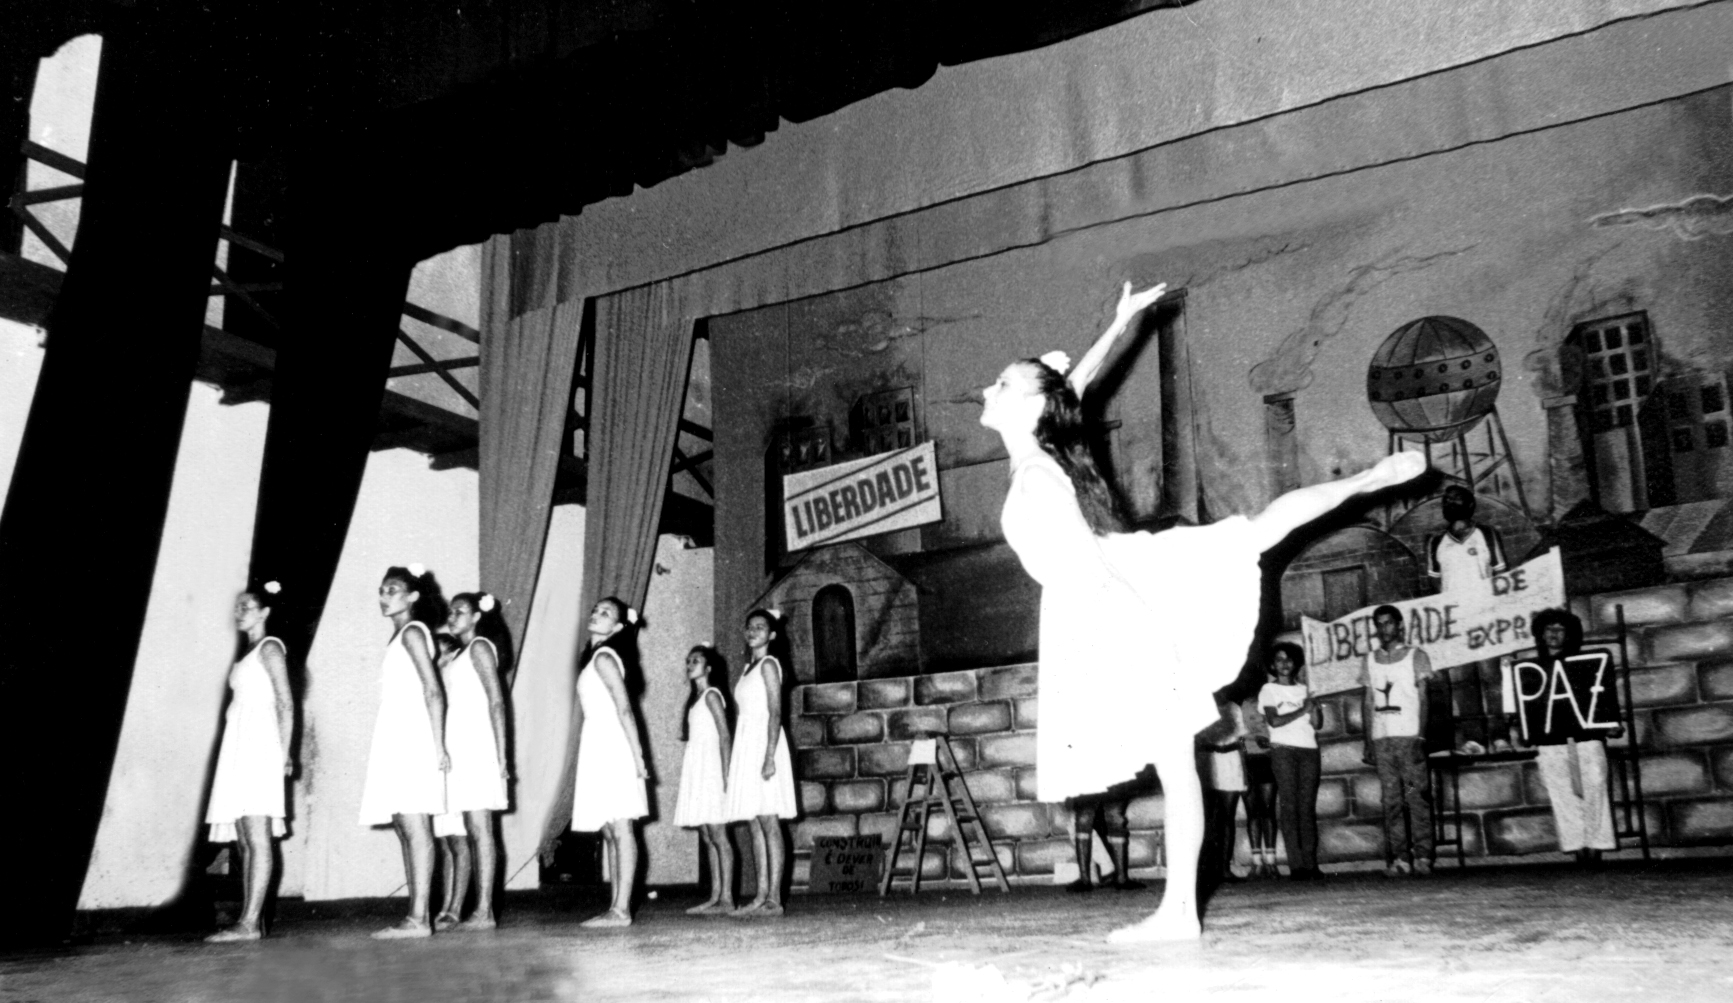 LIBERDADE
LIBERDADE DE
EXPR
PAZ
CONSTRUIR
É DEVER
DE
TODOS!